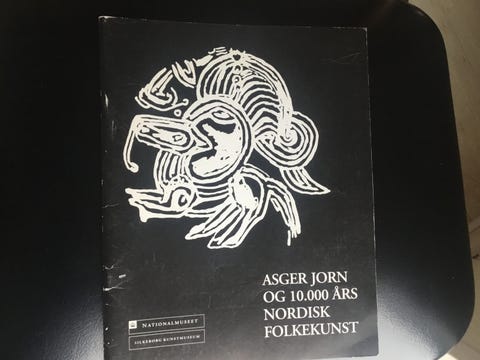 ASGER JORN
OG 10.000 ÅRS
NORDISK
FOLKEKUNST
NATIONALMUSEET
SILKEBORG KUNSTMUSEUM